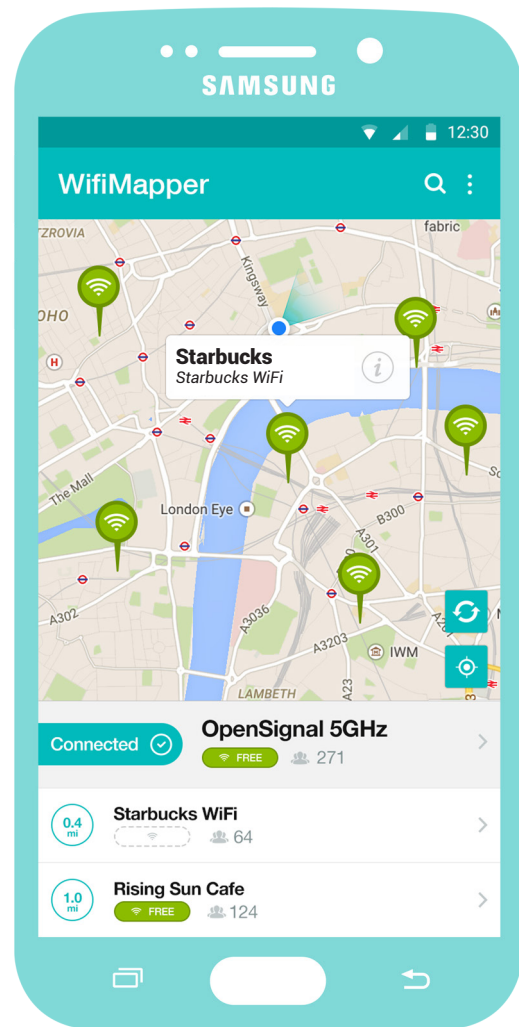 SAMSUNG
12:30
WifiMapper
TZROVIA
fabric
Kingsway
OHO
H
Starbucks
Starbucks WiFi
i
The Mall
London Eye
B300
A301
A302
A3036
A3203
IWM
LAMBETH
A23
Connected
OpenSignal 5GHz
FREE 271
0.4 mi
Starbucks WiFi
64
1.0 mi
Rising Sun Cafe
FREE 124